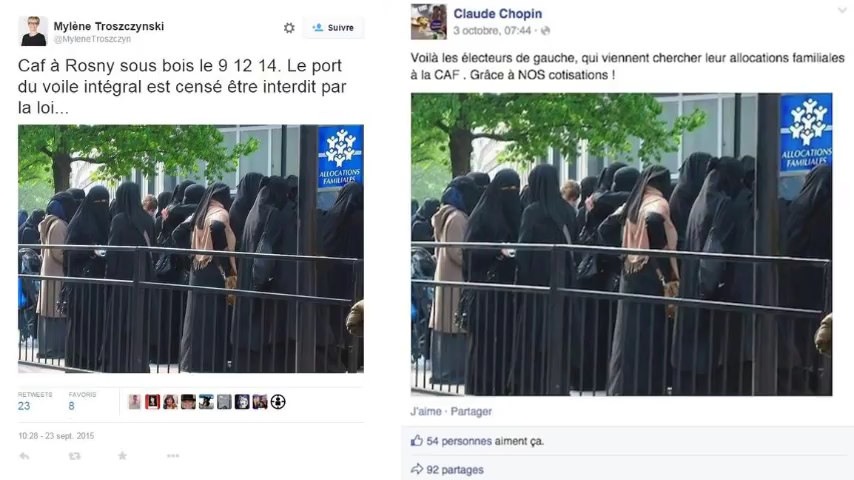 Mylène Troszczynski
@MyleneTroszczyn
Suivre
Caf à Rosny sous bois le 9 12 14. Le port
du voile intégral est censé être interdit par
la loi...
ALLOCATIONS
FAMILIALES
RETWEETS
FAVORIS
23
8
10:28 - 23 sept. 2015
Claude Chopin
3 octobre, 07:44 ·
Voilà les électeurs de gauche, qui viennent chercher leur allocations familiales
à la CAF . Grâce à NOS cotisations !
ALLOCATIONS
FAMILIALES
J'aime · Partager
54 personnes aiment ça.
92 partages